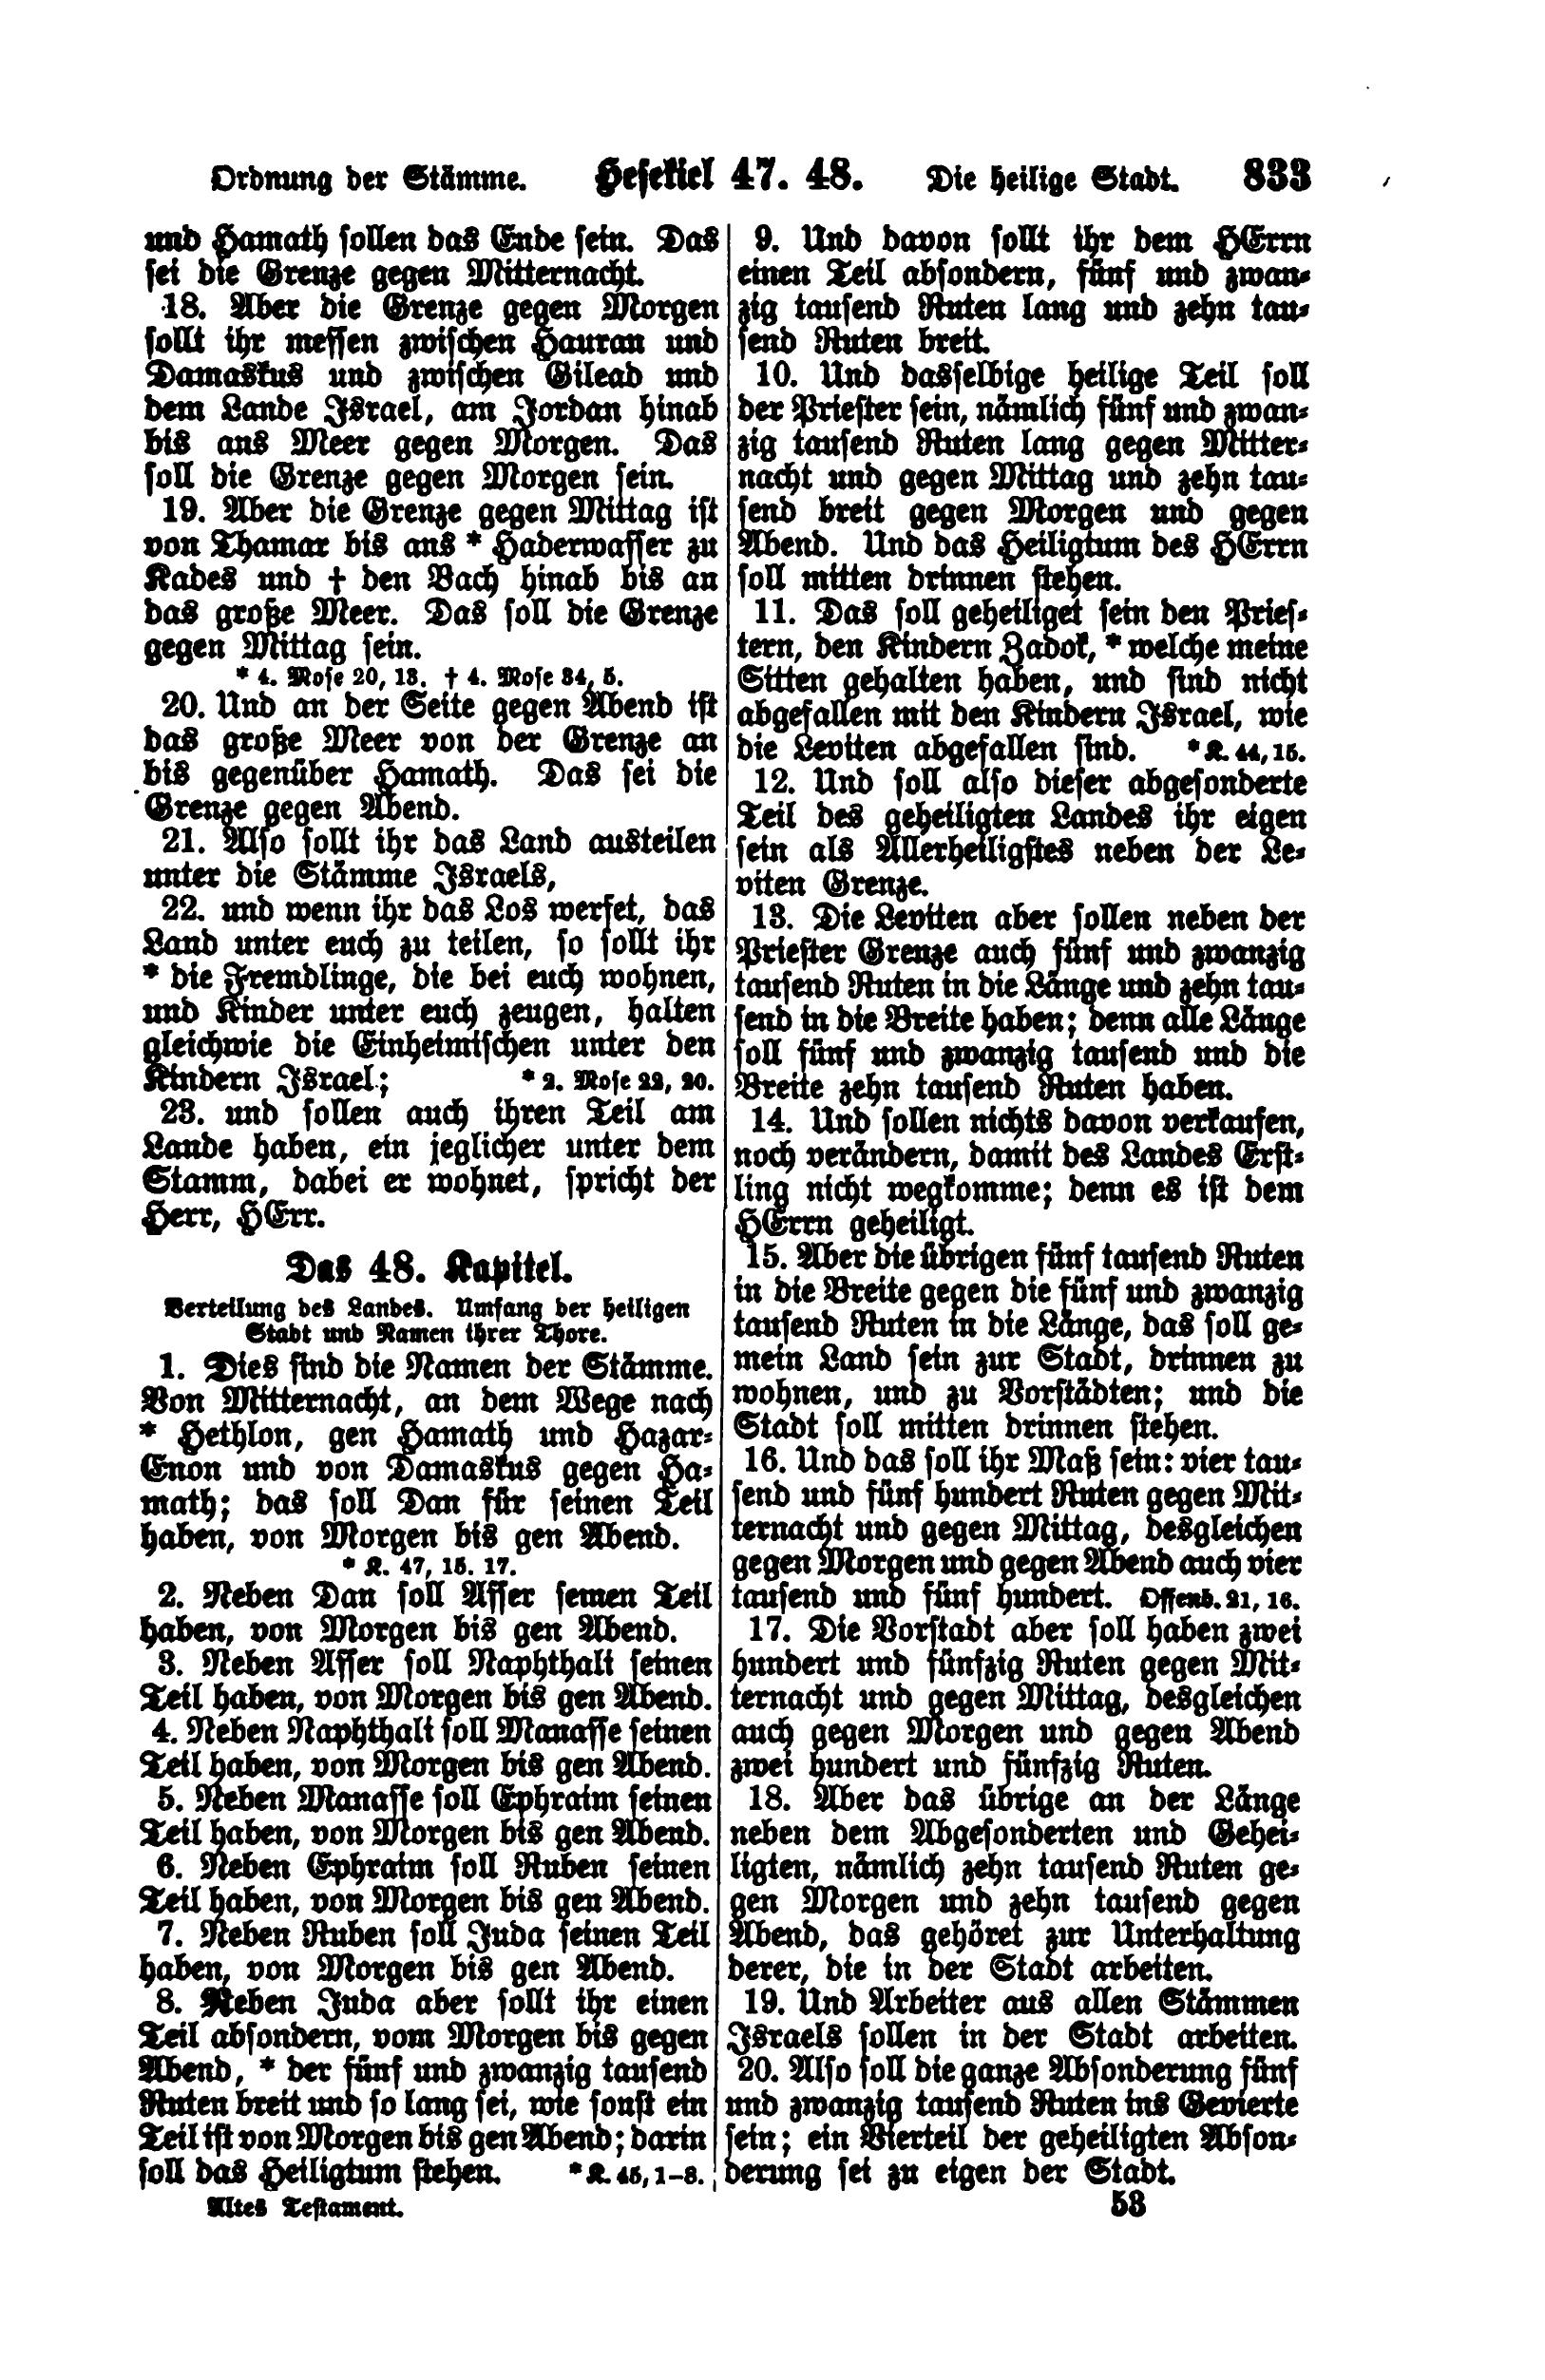 Ordnung der Stämme. Hesekiel 47. 48. Die heilige Stadt. 833
und Hamath sollen das Ende sein. Das
sei die Grenze gegen Mitternacht.
18. Aber die Grenze gegen Morgen
sollt ihr messen zwischen Hauran und
Damaskus und zwischen Gilead und
dem Lande Israel, am Jordan hinab
bis ans Meer gegen Morgen. Das
soll die Grenze gegen Morgen sein.
19. Aber die Grenze gegen Mittag ist
von Thamar bis ans * Haderwasser zu
Kades und † den Bach hinab bis an
das große Meer. Das soll die Grenze
gegen Mittag sein.
* 4. Mose 20, 13. † 4. Mose 34, 5.
20. Und an der Seite gegen Abend ist
das große Meer von der Grenze an
bis gegenüber Hamath. Das sei die
Grenze gegen Abend.
21. Also sollt ihr das Land austeilen
unter die Stämme Israels,
22. und wenn ihr das Los werfet, das
Land unter euch zu teilen, so sollt ihr
* die Fremdlinge, die bei euch wohnen,
und Kinder unter euch zeugen, halten
gleichwie die Einheimischen unter den
Kindern Israel; * 2. Mose 22, 20.
23. und sollen auch ihren Teil am
Lande haben, ein jeglicher unter dem
Stamm, dabei er wohnet, spricht der
Herr, HErr.
Das 48. Kapitel.
Verteilung des Landes. Umfang der heiligen
Stadt und Namen ihrer Thore.
1. Dies sind die Namen der Stämme.
Von Mitternacht, an dem Wege nach
* Hethlon, gen Hamath und Hazar-
Enon und von Damaskus gegen Ha-
math; das soll Dan für seinen Teil
haben, von Morgen bis gen Abend.
* K. 47, 15. 17.
2. Neben Dan soll Asser seinen Teil
haben, von Morgen bis gen Abend.
3. Neben Asser soll Naphthali seinen
Teil haben, von Morgen bis gen Abend.
4. Neben Naphthali soll Manasse seinen
Teil haben, von Morgen bis gen Abend.
5. Neben Manasse soll Ephraim seinen
Teil haben, von Morgen bis gen Abend.
6. Neben Ephraim soll Ruben seinen
Teil haben, von Morgen bis gen Abend.
7. Neben Ruben soll Juda seinen Teil
haben, von Morgen bis gen Abend.
8. Neben Juda aber sollt ihr einen
Teil absondern, vom Morgen bis gegen
Abend, * der fünf und zwanzig tausend
Ruten breit und so lang sei, wie sonst ein
Teil ist von Morgen bis gen Abend; darin
soll das Heiligtum stehen. * K. 45, 1-8.
9. Und davon sollt ihr dem HErrn
einen Teil absondern, fünf und zwan-
zig tausend Ruten lang und zehn tau-
send Ruten breit.
10. Und dasselbige heilige Teil soll
der Priester sein, nämlich fünf und zwan-
zig tausend Ruten lang gegen Mitter-
nacht und gegen Mittag und zehn tau-
send breit gegen Morgen und gegen
Abend. Und das Heiligtum des HErrn
soll mitten drinnen stehen.
11. Das soll geheiliget sein den Pries-
tern, den Kindern Zadok, * welche meine
Sitten gehalten haben, und sind nicht
abgefallen mit den Kindern Israel, wie
die Leviten abgefallen sind. * K. 44, 15.
12. Und soll also dieser abgesonderte
Teil des geheiligten Landes ihr eigen
sein als Allerheiligstes neben der Le-
viten Grenze.
13. Die Leviten aber sollen neben der
Priester Grenze auch fünf und zwanzig
tausend Ruten in die Länge und zehn tau-
send in die Breite haben; denn alle Länge
soll fünf und zwanzig tausend und die
Breite zehn tausend Ruten haben.
14. Und sollen nichts davon verkaufen,
noch verändern, damit des Landes Erst-
ling nicht wegkomme; denn es ist dem
HErrn geheiligt.
15. Aber die übrigen fünf tausend Ruten
in die Breite gegen die fünf und zwanzig
tausend Ruten in die Länge, das soll ge-
mein Land sein zur Stadt, drinnen zu
wohnen, und zu Vorstädten; und die
Stadt soll mitten drinnen stehen.
16. Und das soll ihr Maß sein: vier tau-
send und fünf hundert Ruten gegen Mit-
ternacht und gegen Mittag, desgleichen
gegen Morgen und gegen Abend auch vier
tausend und fünf hundert. Offenb. 21, 16.
17. Die Vorstadt aber soll haben zwei
hundert und fünfzig Ruten gegen Mit-
ternacht und gegen Mittag, desgleichen
auch gegen Morgen und gegen Abend
zwei hundert und fünfzig Ruten.
18. Aber das übrige an der Länge
neben dem Abgesonderten und Gehei-
ligten, nämlich zehn tausend Ruten ge-
gen Morgen und zehn tausend gegen
Abend, das gehöret zur Unterhaltung
derer, die in der Stadt arbeiten.
19. Und Arbeiter aus allen Stämmen
Israels sollen in der Stadt arbeiten.
20. Also soll die ganze Absonderung fünf
und zwanzig tausend Ruten ins Gevierte
sein; ein Vierteil der geheiligten Abson-
derung sei zu eigen der Stadt.
Altes Testament. 53